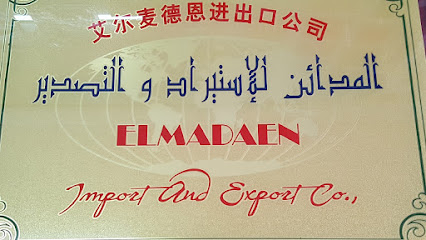 艾尔麦德恩进出口公司
المدائن للإستيراد و التصدير
ELMADAEN
Import And Export Co.,